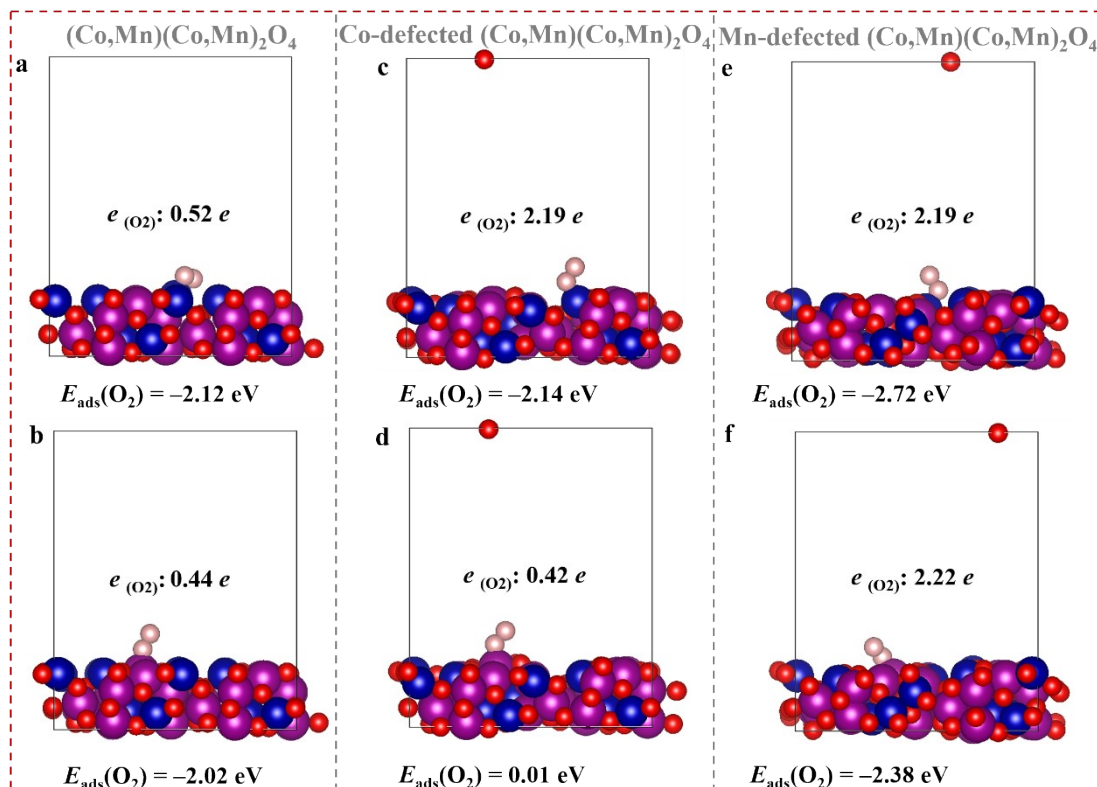 (Co,Mn)(Co,Mn)₂O₄
Co-defected (Co,Mn)(Co,Mn)₂O₄
Mn-defected (Co,Mn)(Co,Mn)₂O₄
a
e (O2): 0.52 e
Eads(O₂) = –2.12 eV
c
e (O2): 2.19 e
Eads(O₂) = –2.14 eV
e
e (O2): 2.19 e
Eads(O₂) = –2.72 eV
b
e (O2): 0.44 e
Eads(O₂) = –2.02 eV
d
e (O2): 0.42 e
Eads(O₂) = 0.01 eV
f
e (O2): 2.22 e
Eads(O₂) = –2.38 eV